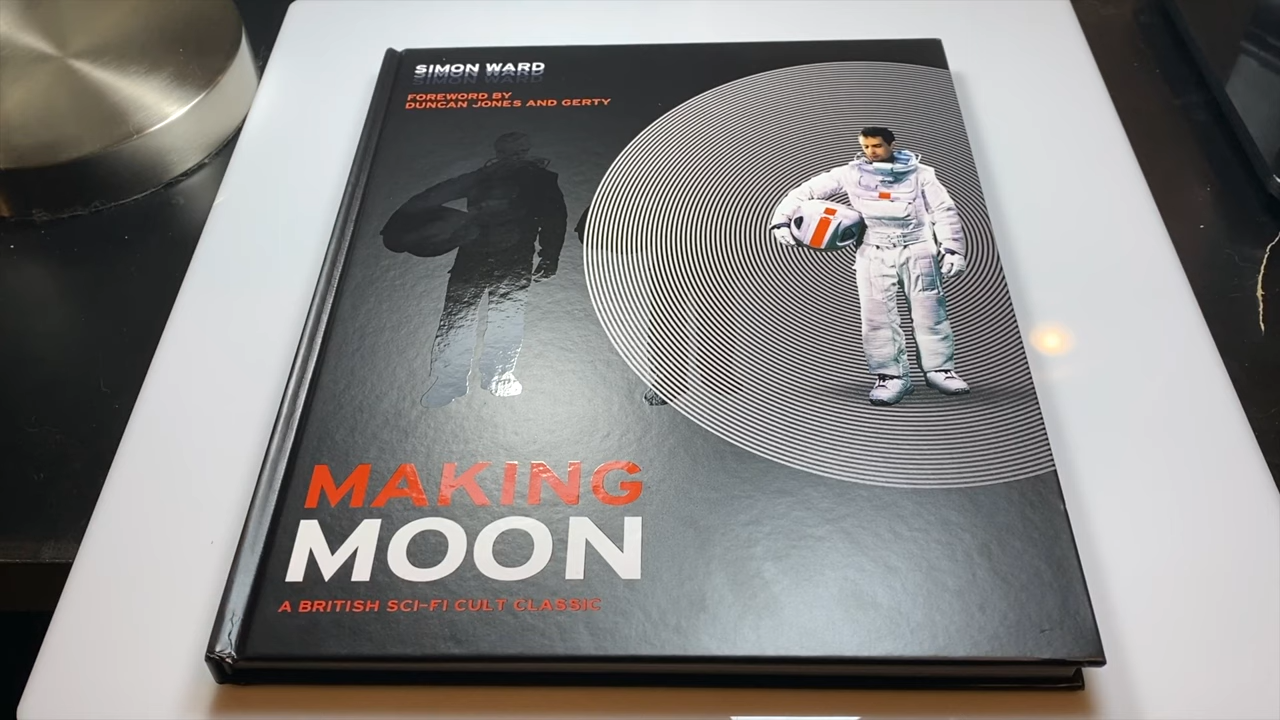 SIMON WARD
FOREWORD BY
DUNCAN JONES AND GERTY
MAKING
MOON
A BRITISH SCI-FI CULT CLASSIC